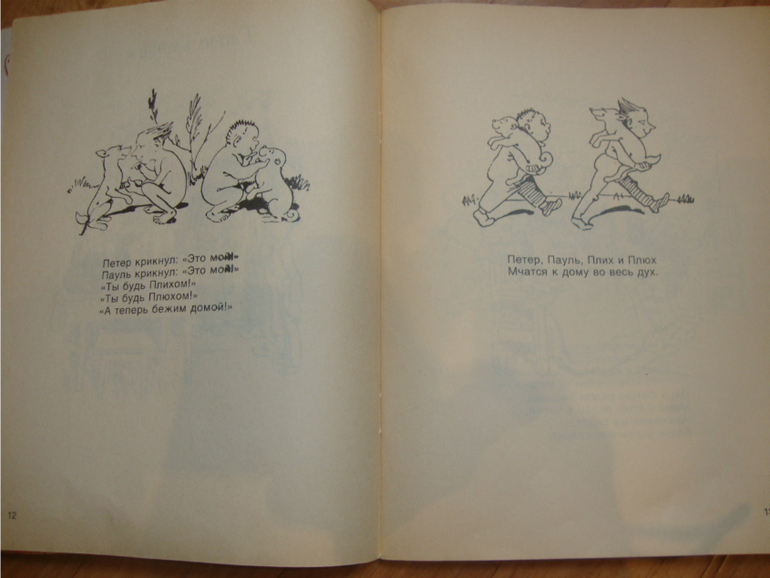 Петер крикнул: «Это мой!»
Пауль крикнул: «Это мой!»
«Ты будь Плихом!»
«Ты будь Плюхом!»
«А теперь бежим домой!»
12
Петер, Пауль, Плих и Плюх
Мчатся к дому во весь дух.